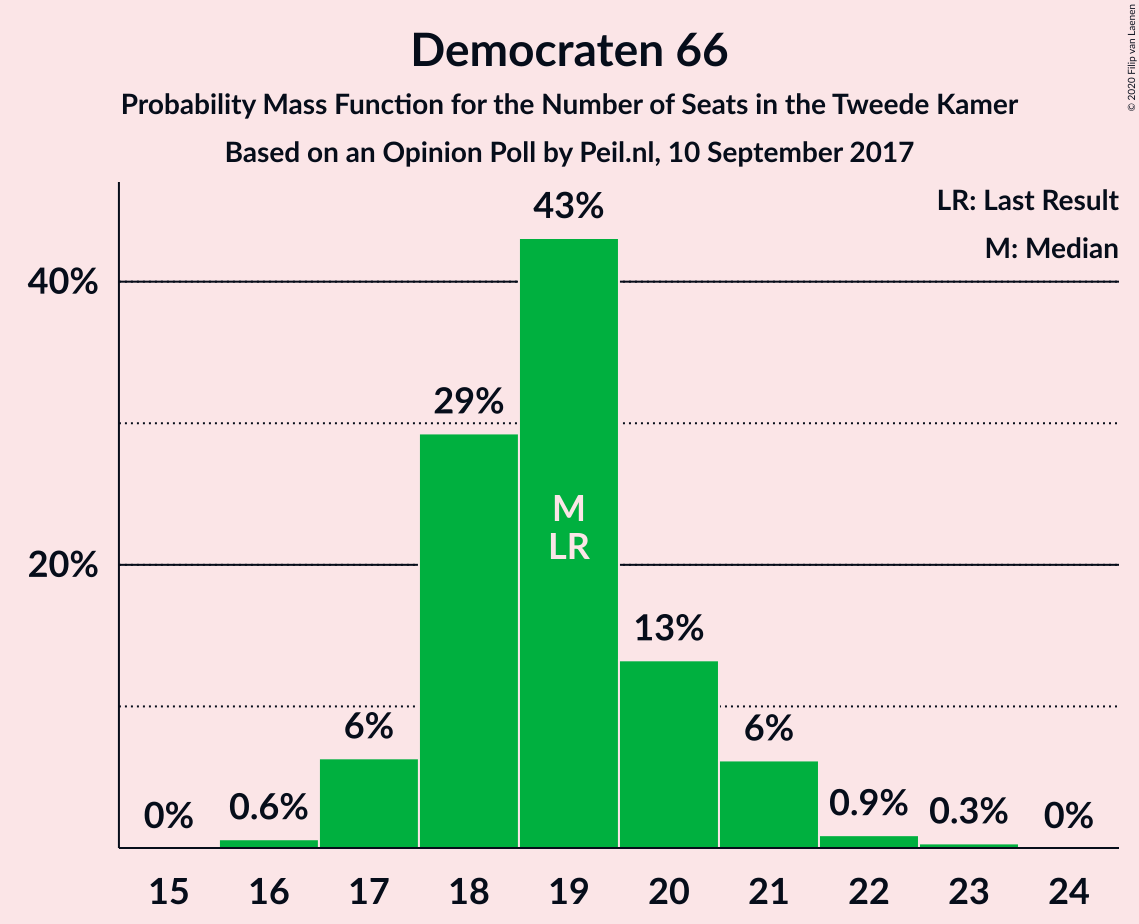 Democraten 66
Probability Mass Function for the Number of Seats in the Tweede Kamer
Based on an Opinion Poll by Peil.nl, 10 September 2017
© 2020 Filip van Laenen
LR: Last Result
M: Median
40%
20%
0%
0.6%
6%
29%
43%
M
LR
13%
6%
0.9%
0.3%
0%
15 16 17 18 19 20 21 22 23 24